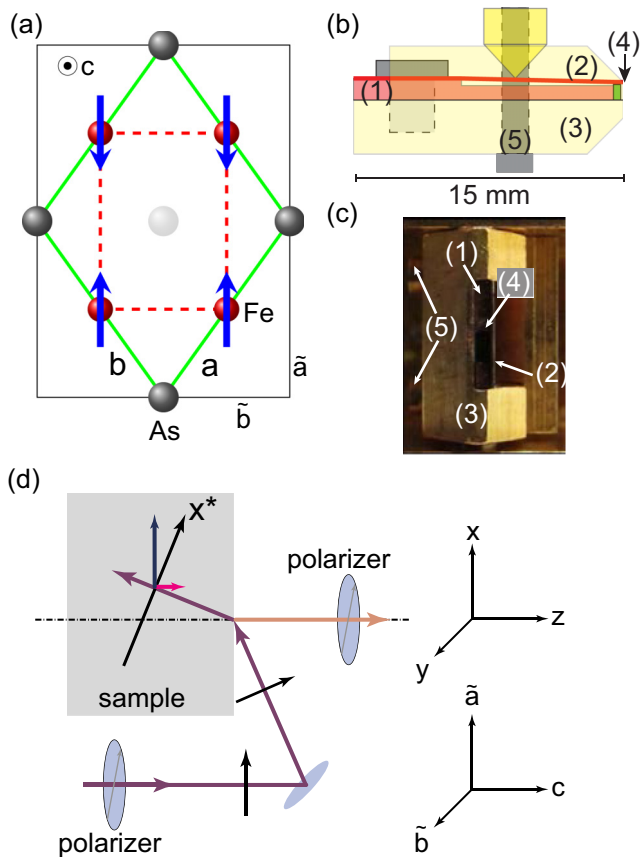 (a)
c
Fe
b
a
ã
b̃
As
(b)
(4)
(2)
(1)
(3)
(5)
15 mm
(c)
(1)
(4)
(5)
(2)
(3)
(d)
x*
polarizer
sample
polarizer
x
z
y
ã
c
b̃